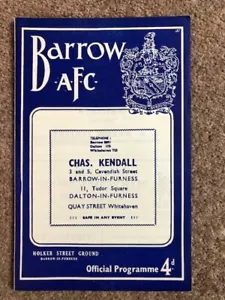 BARROW
A.F.C.
TELEPHONE :
Barrow
Dalton
Whitehaven
CHAS. KENDALL
3 and 5, Cavendish Street
BARROW-IN-FURNESS
11, Tudor Square
DALTON-IN-FURNESS
QUAY STREET Whitehaven
SAFE IN ANY EVENT
HOLKER STREET GROUND
BARROW-IN-FURNESS
Official Programme 4d